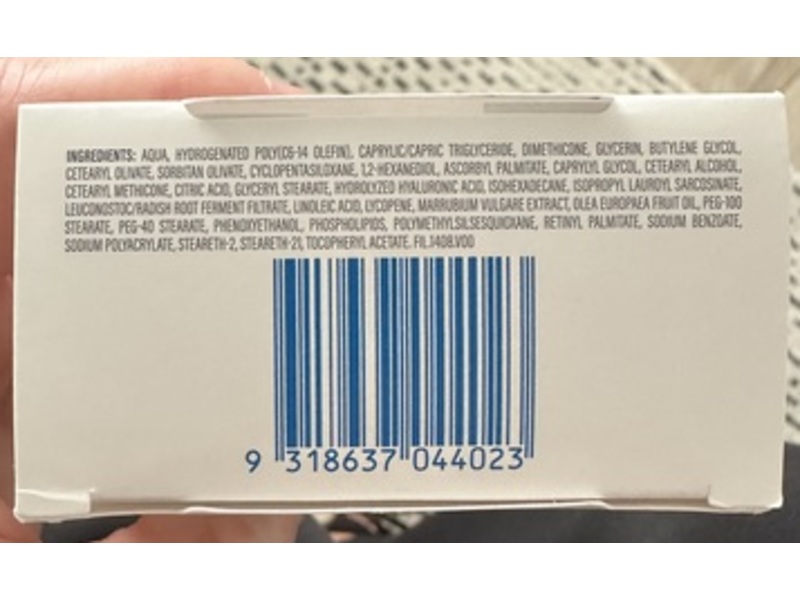 INGREDIENTS: AQUA, HYDROGENATED POLY(C6-14 OLEFIN), CAPRYLIC/CAPRIC TRIGLYCERIDE, DIMETHICONE, GLYCERIN, BUTYLENE GLYCOL,
CETEARYL OLIVATE, SORBITAN OLIVATE, CYCLOPENTASILOXANE, 1,2-HEXANEDIOL, ASCORBYL PALMITATE, CAPRYLYL GLYCOL, CETEARYL ALCOHOL,
CETEARYL METHICONE, CITRIC ACID, GLYCERYL STEARATE, HYDROLYZED HYALURONIC ACID, ISOHEXADECANE, ISOPROPYL LAUROYL SARCOSINATE,
LEUCONOSTOC/RADISH ROOT FERMENT FILTRATE, LINOLEIC ACID, LYCOPENE, MARRUBIUM VULGARE EXTRACT, OLEA EUROPAEA FRUIT OIL, PEG-100
STEARATE, PEG-40 STEARATE, PHENOXYETHANOL, PHOSPHOLIPIDS, POLYMETHYLSILSESQUIOXANE, RETINYL PALMITATE, SODIUM BENZOATE,
SODIUM POLYACRYLATE, STEARETH-2, STEARETH-21, TOCOPHERYL ACETATE. FIL.1408.V00
9 318637 044023